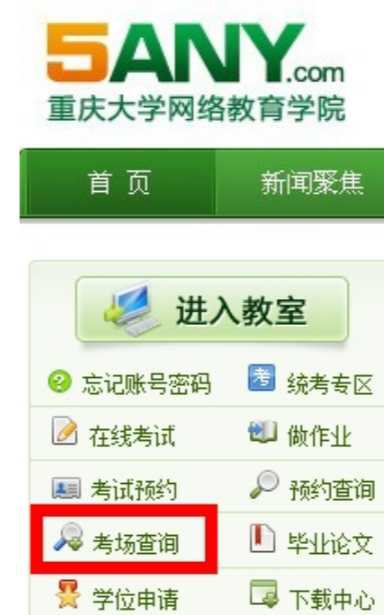 5ANY.com
重庆大学网络教育学院
首 页 新闻聚焦
进入教室
忘记账号密码 考 统考专区
在线考试 做作业
考试预约 预约查询
考场查询 毕业论文
学位申请 下载中心